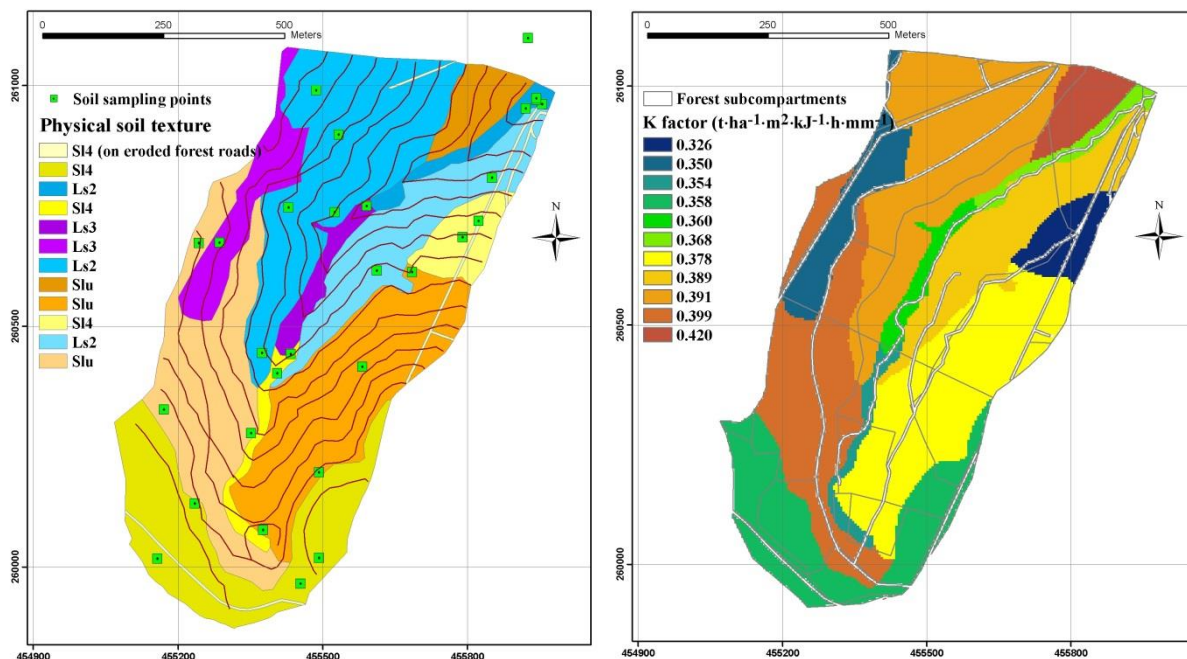 0 250 500
Meters
261000
260500
260000
Soil sampling points
Physical soil texture
Sl4 (on eroded forest roads)
Sl4
Ls2
Sl4
Ls3
Ls3
Ls2
Slu
Slu
Sl4
Ls2
Slu
N
454900 455200 455500 455800
0 250 500
Meters
261000
260500
260000
Forest subcompartments
K factor (t·ha⁻¹·m²·kJ⁻¹·h·mm⁻¹)
0.326
0.350
0.354
0.358
0.360
0.368
0.378
0.389
0.391
0.399
0.420
N
454900 455200 455500 455800